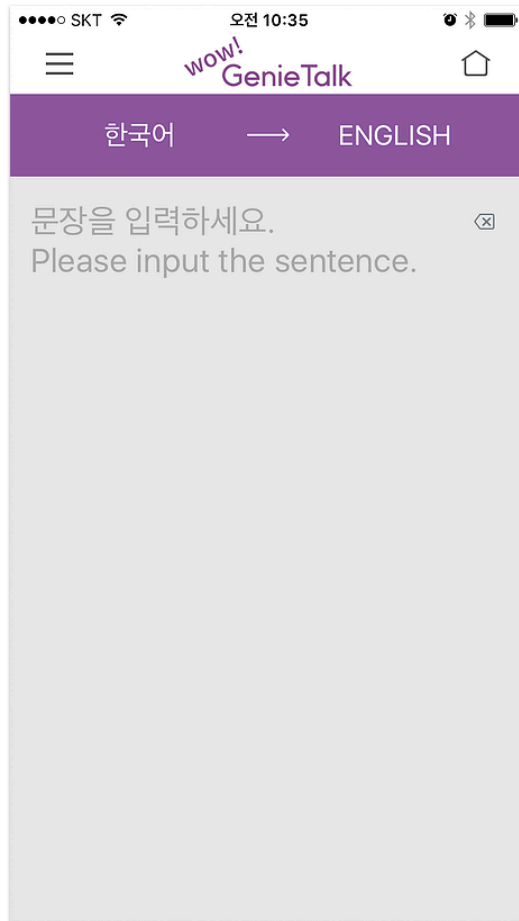 SKT 오전 10:35
wow!
GenieTalk
한국어 → ENGLISH
문장을 입력하세요.
Please input the sentence.